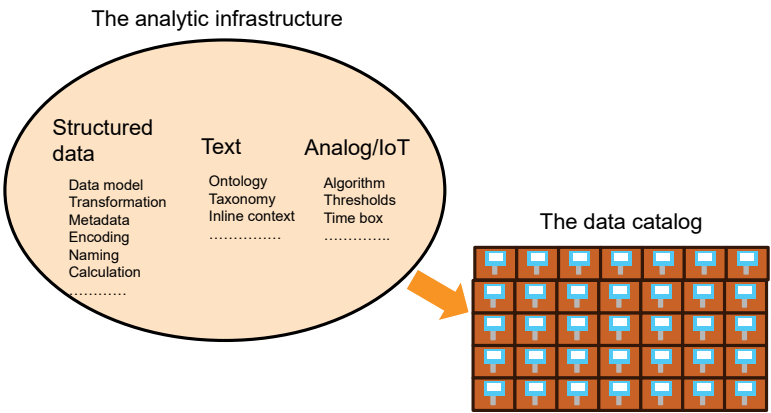 The analytic infrastructure
Structured
data
Data model
Transformation
Metadata
Encoding
Naming
Calculation
…………
Text
Ontology
Taxonomy
Inline context
……………
Analog/IoT
Algorithm
Thresholds
Time box
…………..
The data catalog